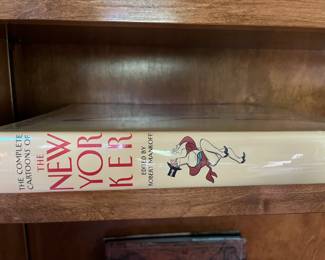 THE COMPLETE
CARTOONS OF
THE
NEW
YOR
KER
EDITED BY
ROBERT MANKOFF